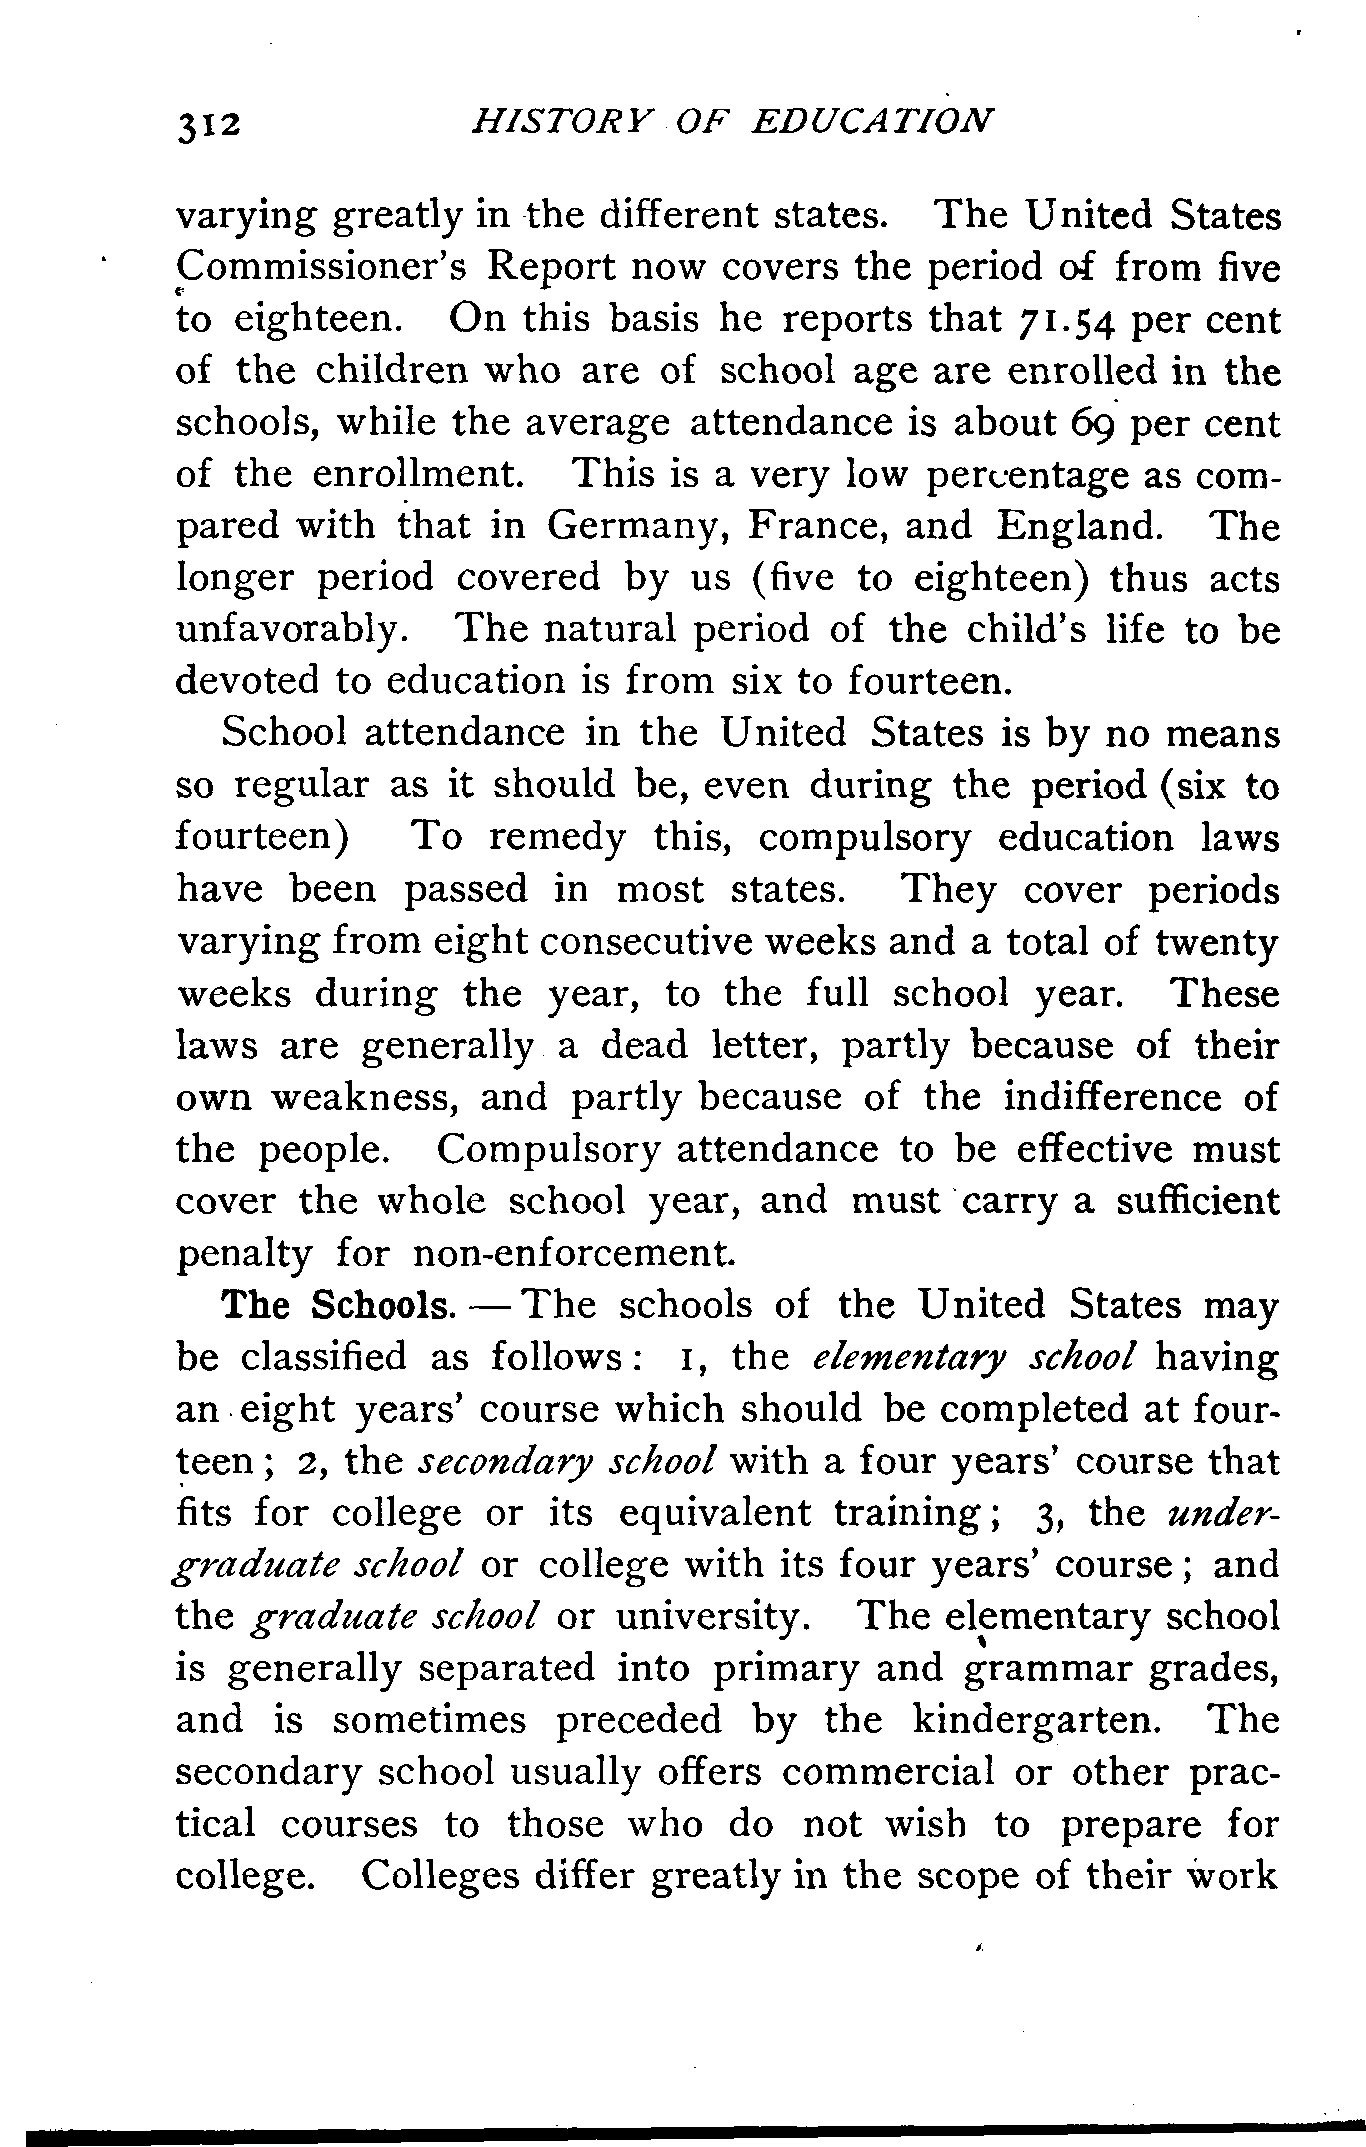 312 HISTORY OF EDUCATION
varying greatly in the different states. The United States
Commissioner's Report now covers the period of from five
to eighteen. On this basis he reports that 71.54 per cent
of the children who are of school age are enrolled in the
schools, while the average attendance is about 69 per cent
of the enrollment. This is a very low percentage as com-
pared with that in Germany, France, and England. The
longer period covered by us (five to eighteen) thus acts
unfavorably. The natural period of the child's life to be
devoted to education is from six to fourteen.
School attendance in the United States is by no means
so regular as it should be, even during the period (six to
fourteen) To remedy this, compulsory education laws
have been passed in most states. They cover periods
varying from eight consecutive weeks and a total of twenty
weeks during the year, to the full school year. These
laws are generally a dead letter, partly because of their
own weakness, and partly because of the indifference of
the people. Compulsory attendance to be effective must
cover the whole school year, and must carry a sufficient
penalty for non-enforcement.
The Schools. — The schools of the United States may
be classified as follows: 1, the elementary school having
an eight years' course which should be completed at four-
teen; 2, the secondary school with a four years' course that
fits for college or its equivalent training; 3, the under-
graduate school or college with its four years' course; and
the graduate school or university. The elementary school
is generally separated into primary and grammar grades,
and is sometimes preceded by the kindergarten. The
secondary school usually offers commercial or other prac-
tical courses to those who do not wish to prepare for
college. Colleges differ greatly in the scope of their work